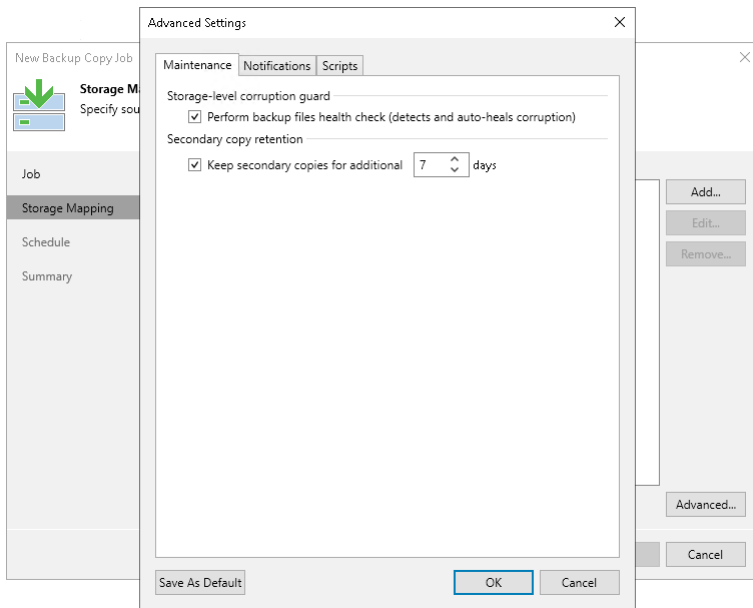 Advanced Settings
New Backup Copy Job
Maintenance Notifications Scripts
Storage
Specify
Storage-level corruption guard
Perform backup files health check (detects and auto-heals corruption)
Secondary copy retention
Keep secondary copies for additional 7 days
Job
Storage Mapping
Schedule
Summary
Add...
Edit...
Remove...
Advanced...
Cancel
Save As Default
OK
Cancel